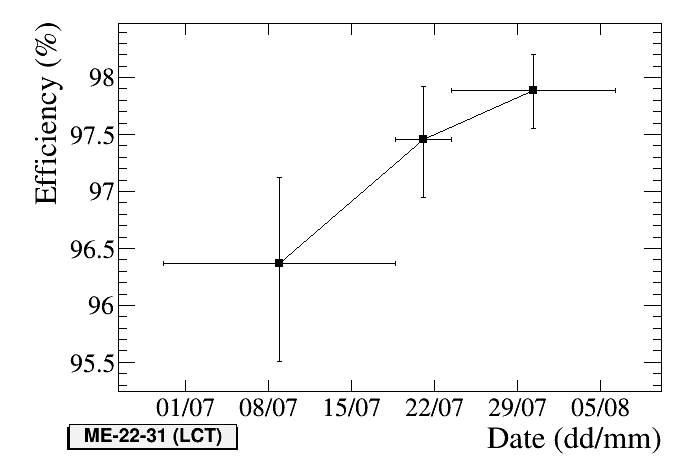 Efficiency (%)
98
97.5
97
96.5
96
95.5
01/07 08/07 15/07 22/07 29/07 05/08
ME-22-31 (LCT)
Date (dd/mm)